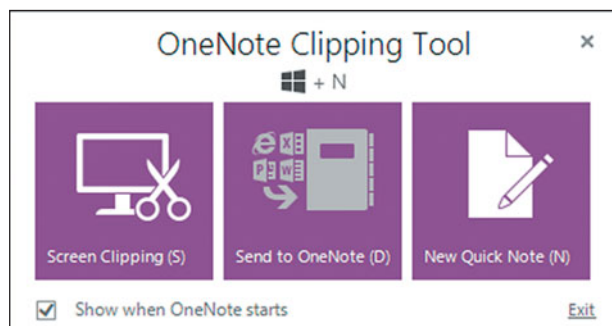 OneNote Clipping Tool
+ N
Screen Clipping (S)
Send to OneNote (D)
New Quick Note (N)
Show when OneNote starts
Exit